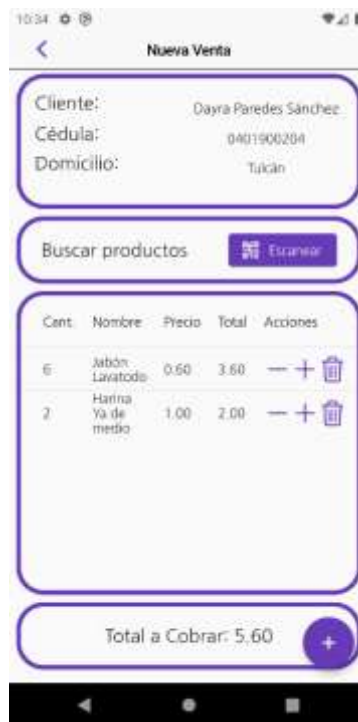 10:34
Nueva Venta
Cliente: Dayra Paredes Sánchez
Cédula: 0401900204
Domicilio: Tulcán
Buscar productos Escanear
Cant Nombre Precio Total Acciones
6 Jabón Lavatodo 0.60 3.60
2 Harina Ya de medio 1.00 2.00
Total a Cobrar: 5.60